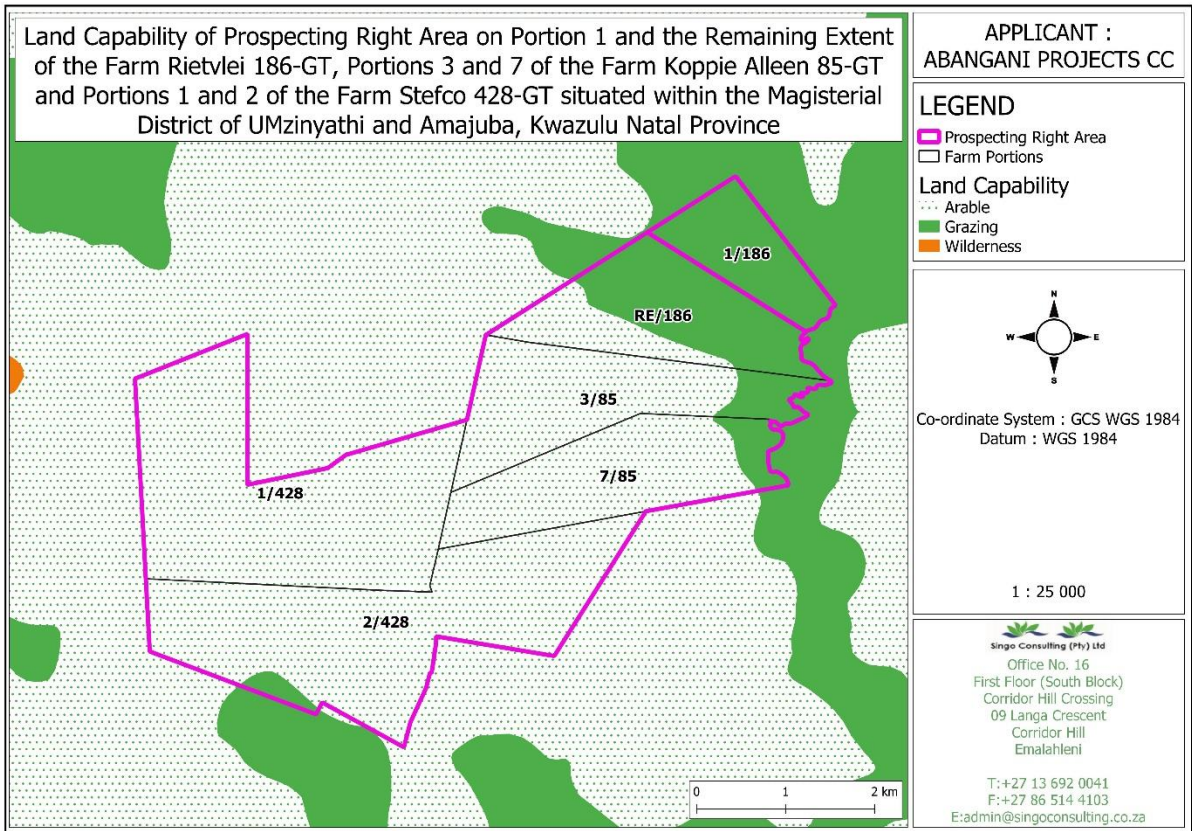 Land Capability of Prospecting Right Area on Portion 1 and the Remaining Extent
of the Farm Rietvlei 186-GT, Portions 3 and 7 of the Farm Koppie Alleen 85-GT
and Portions 1 and 2 of the Farm Stefco 428-GT situated within the Magisterial
District of UMzinyathi and Amajuba, Kwazulu Natal Province
1/186
RE/186
3/85
7/85
1/428
2/428
0 1 2 km
APPLICANT :
ABANGANI PROJECTS CC
LEGEND
Prospecting Right Area
Farm Portions
Land Capability
Arable
Grazing
Wilderness
N
W E
S
Co-ordinate System : GCS WGS 1984
Datum : WGS 1984
1 : 25 000
Singo Consulting (Pty) Ltd
Office No. 16
First Floor (South Block)
Corridor Hill Crossing
09 Langa Crescent
Corridor Hill
Emalahleni
T:+27 13 692 0041
F:+27 86 514 4103
E:admin@singoconsulting.co.za